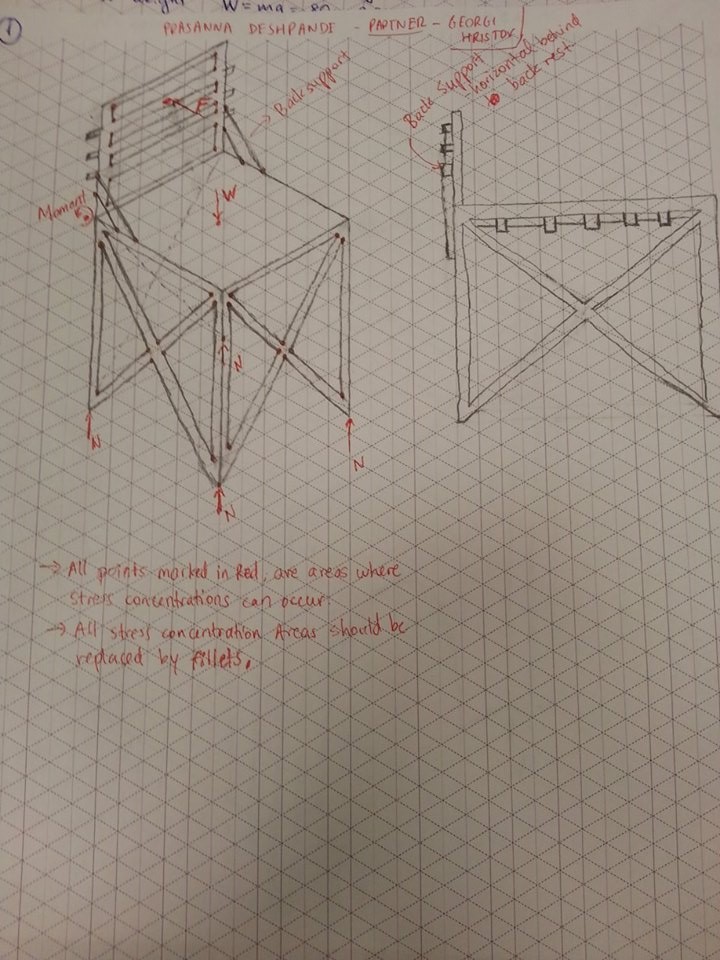 W = ma =
①
PRASANNA DESHPANDE - PARTNER - GEORGI
HRISTOV
Back support
F
W
Moment
N
N
N
N
Back support
-horizontal behind
back rest.
→ All points marked in Red, are areas where
stress concentrations can occur.
→ All stress concentration Areas should be
replaced by fillets.